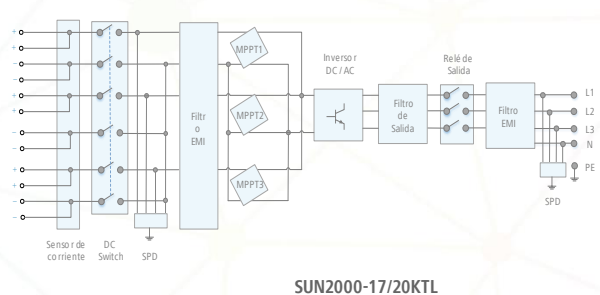 +
+
-
-
+
+
-
-
+
+
-
-
Sensor de
corriente
DC
Switch
SPD
Filtr
o
EMI
MPPT1
MPPT2
MPPT3
Inversor
DC / AC
Filtro
de
Salida
Relé de
Salida
Filtro
EMI
L1
L2
L3
N
PE
SPD
SUN2000-17/20KTL